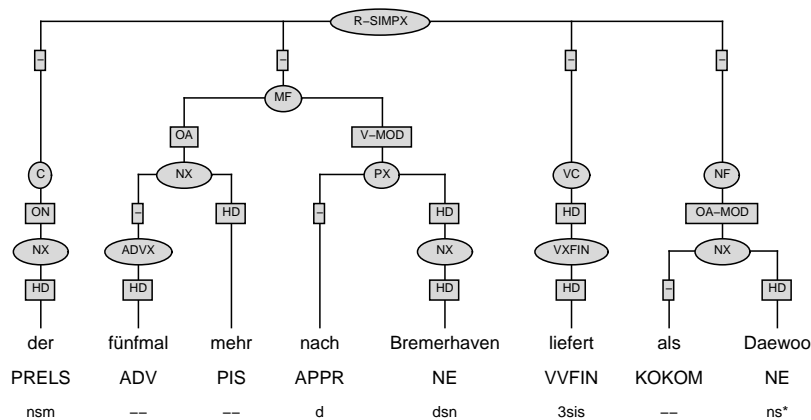 R–SIMPX
– – – –
MF
OA V–MOD
C NX PX VC NF
ON – HD – HD HD OA–MOD
NX ADVX NX VXFIN NX
HD HD HD HD – HD
der fünfmal mehr nach Bremerhaven liefert als Daewoo
PRELS ADV PIS APPR NE VVFIN KOKOM NE
nsm –– –– d dsn 3sis –– ns*